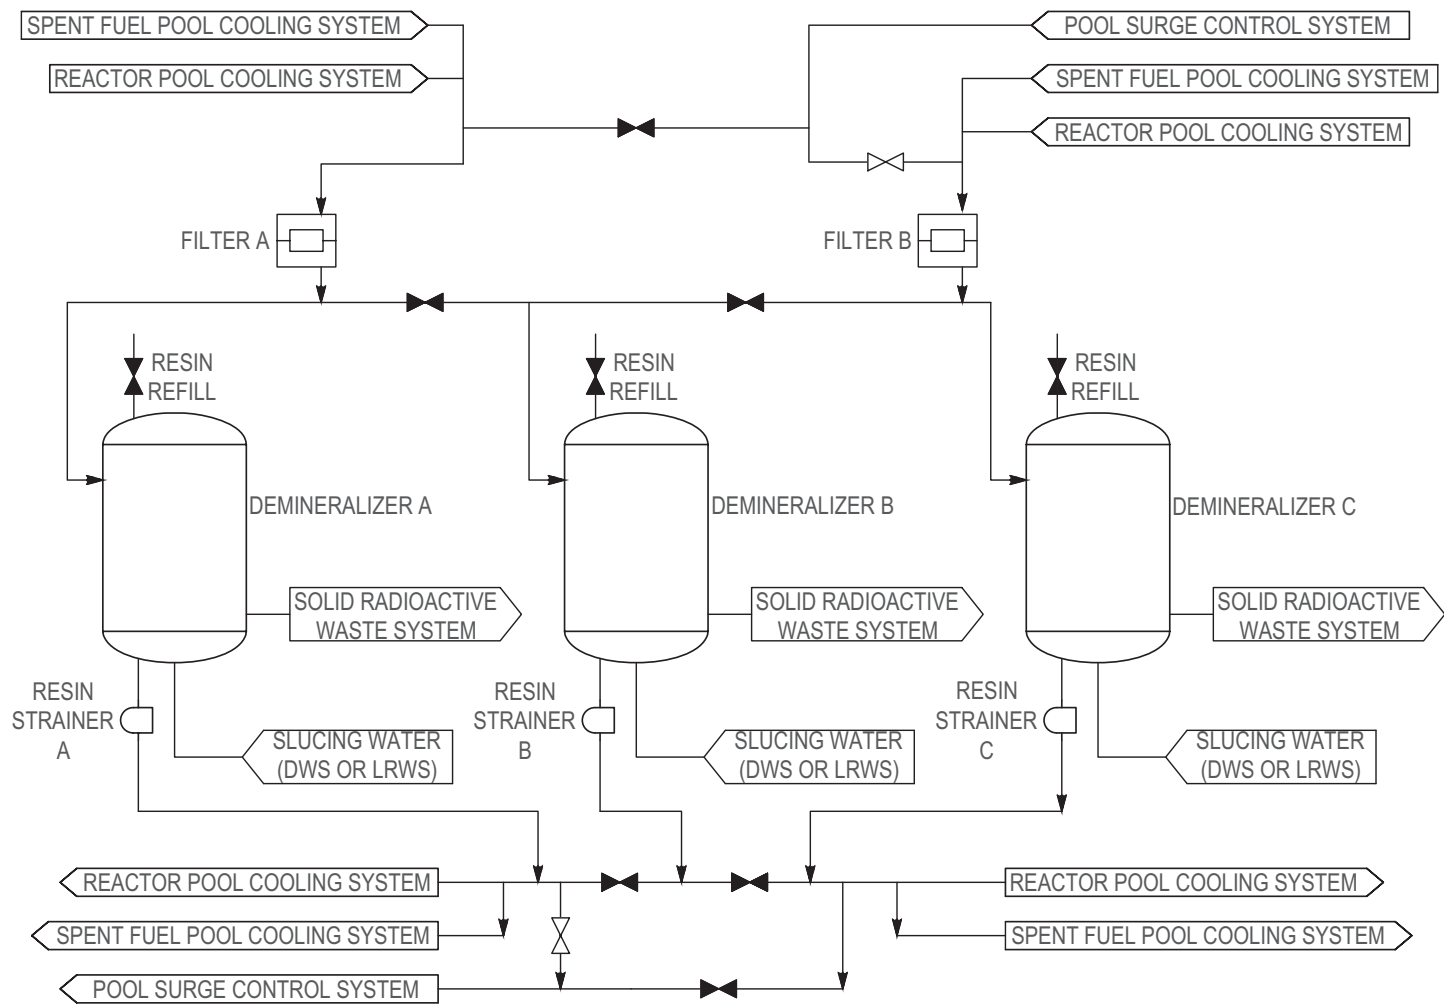 SPENT FUEL POOL COOLING SYSTEM
POOL SURGE CONTROL SYSTEM
REACTOR POOL COOLING SYSTEM
SPENT FUEL POOL COOLING SYSTEM
REACTOR POOL COOLING SYSTEM
FILTER A
FILTER B
RESIN
REFILL
RESIN
REFILL
RESIN
REFILL
DEMINERALIZER A
DEMINERALIZER B
DEMINERALIZER C
SOLID RADIOACTIVE
WASTE SYSTEM
SOLID RADIOACTIVE
WASTE SYSTEM
SOLID RADIOACTIVE
WASTE SYSTEM
RESIN
STRAINER
A
RESIN
STRAINER
B
RESIN
STRAINER
C
SLUCING WATER
(DWS OR LRWS)
SLUCING WATER
(DWS OR LRWS)
SLUCING WATER
(DWS OR LRWS)
REACTOR POOL COOLING SYSTEM
REACTOR POOL COOLING SYSTEM
SPENT FUEL POOL COOLING SYSTEM
SPENT FUEL POOL COOLING SYSTEM
POOL SURGE CONTROL SYSTEM